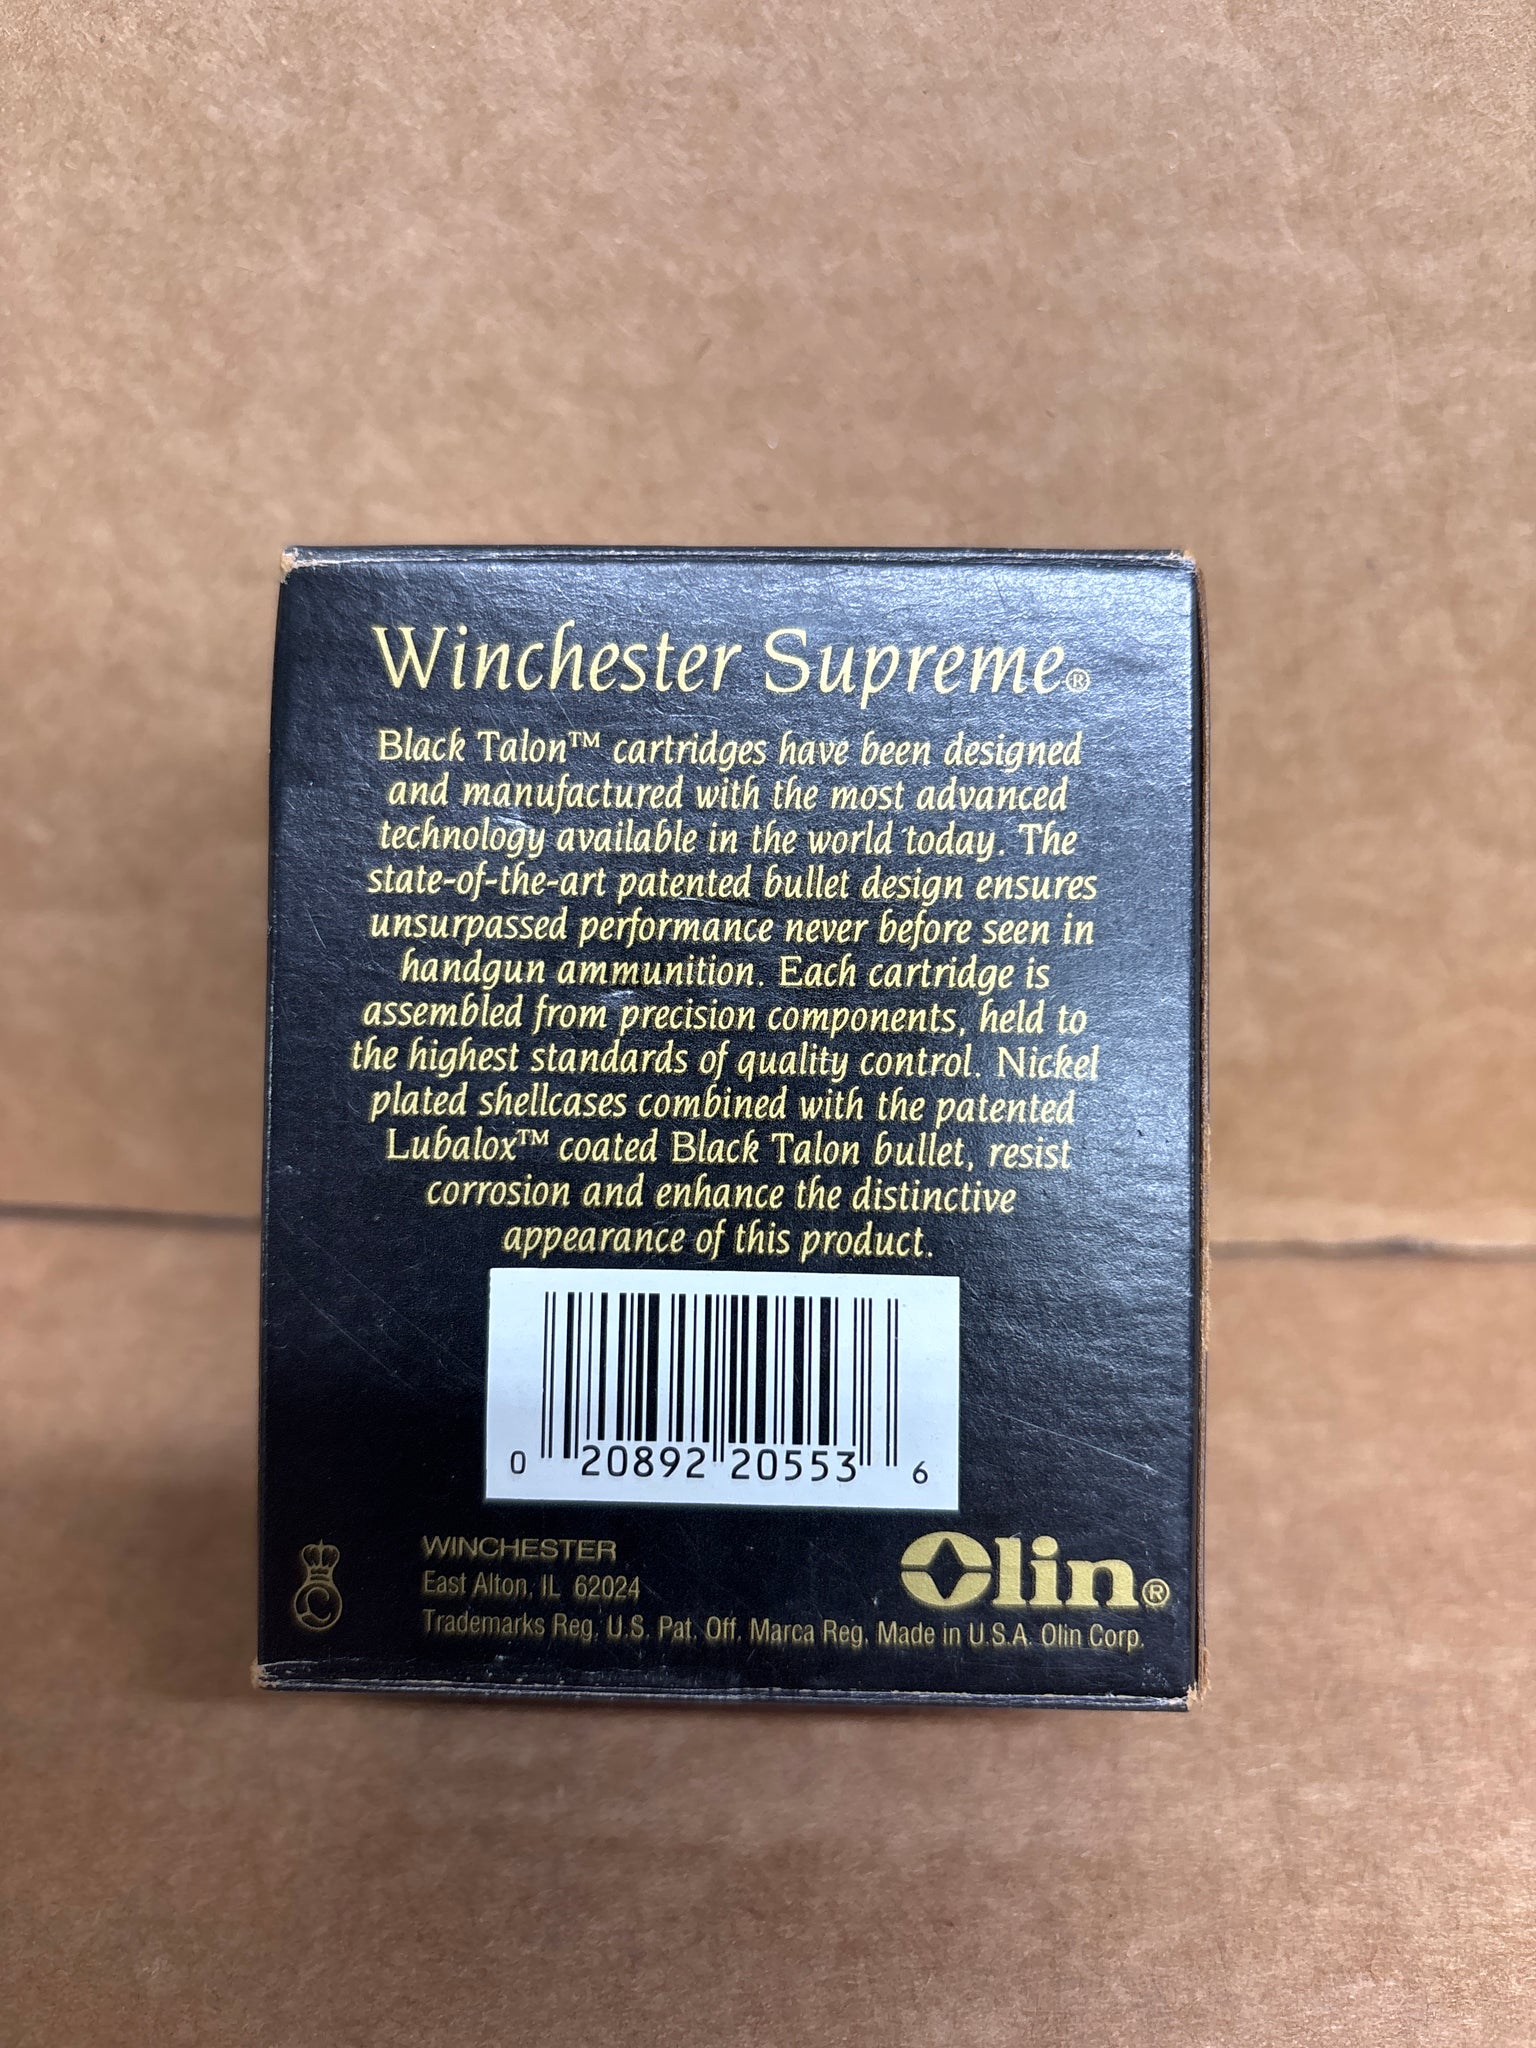 Winchester Supreme®
Black Talon™ cartridges have been designed
and manufactured with the most advanced
technology available in the world today. The
state-of-the-art patented bullet design ensures
unsurpassed performance never before seen in
handgun ammunition. Each cartridge is
assembled from precision components, held to
the highest standards of quality control. Nickel
plated shellcases combined with the patented
Lubalox™ coated Black Talon bullet, resist
corrosion and enhance the distinctive
appearance of this product.
0 20892 20553 6
C
WINCHESTER
East Alton, IL 62024
Olin®
Trademarks Reg. U.S. Pat. Off. Marca Reg. Made in U.S.A. Olin Corp.